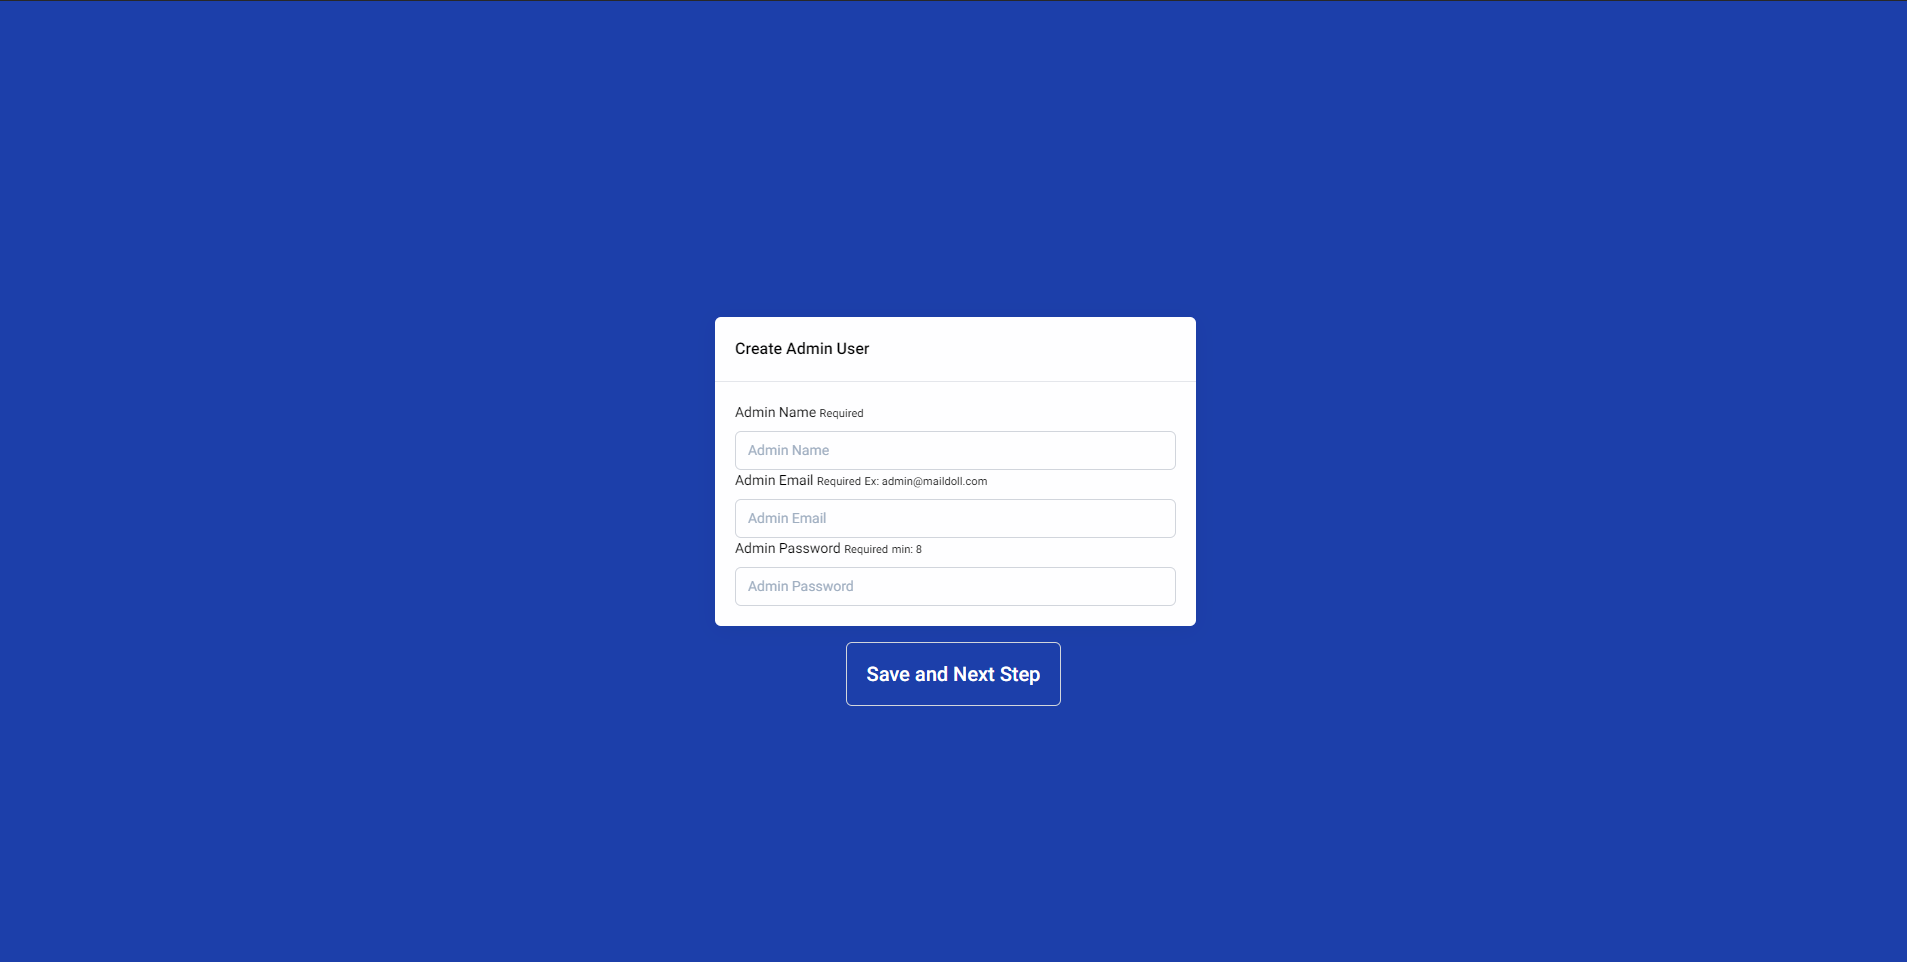 Create Admin User
Admin Name Required
Admin Name
Admin Email Required Ex: admin@maildoll.com
Admin Email
Admin Password Required min: 8
Admin Password
Save and Next Step